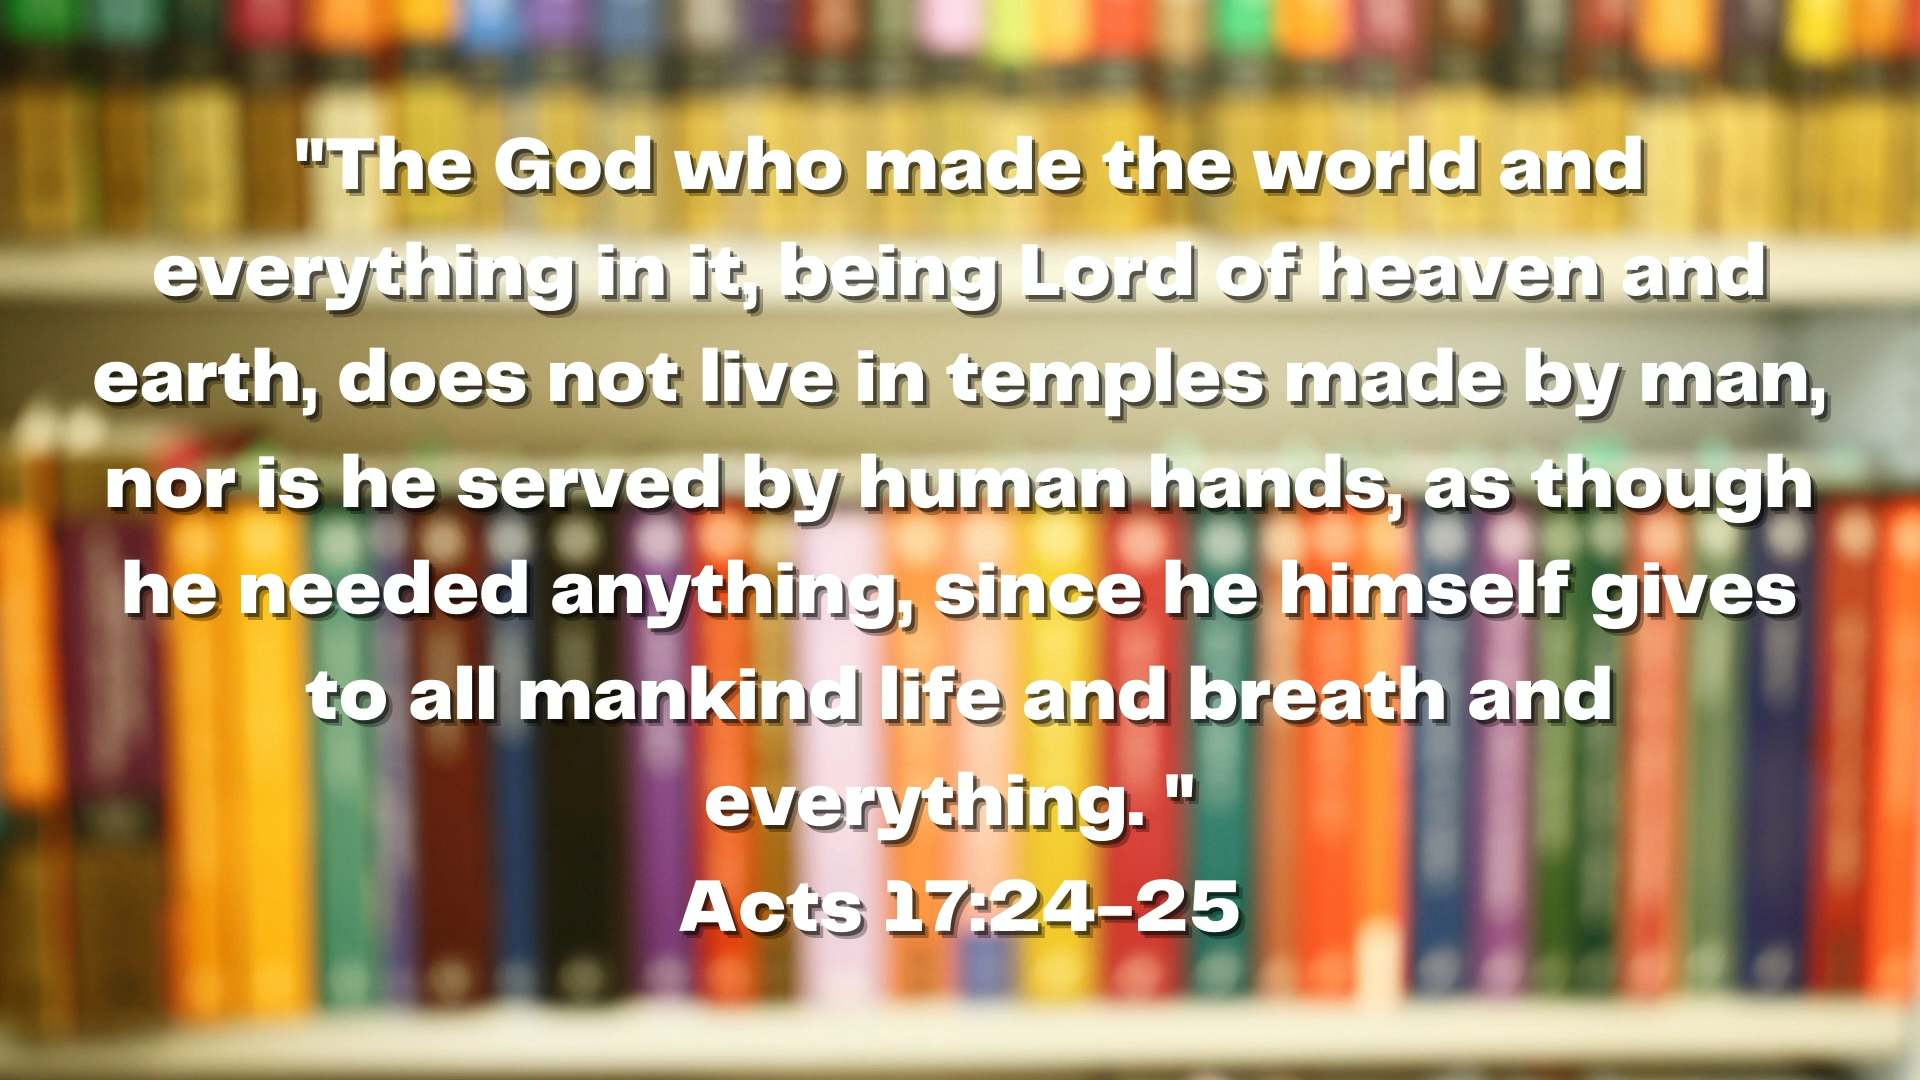 "The God who made the world and
everything in it, being Lord of heaven and
earth, does not live in temples made by man,
nor is he served by human hands, as though
he needed anything, since he himself gives
to all mankind life and breath and
everything. "
Acts 17:24-25